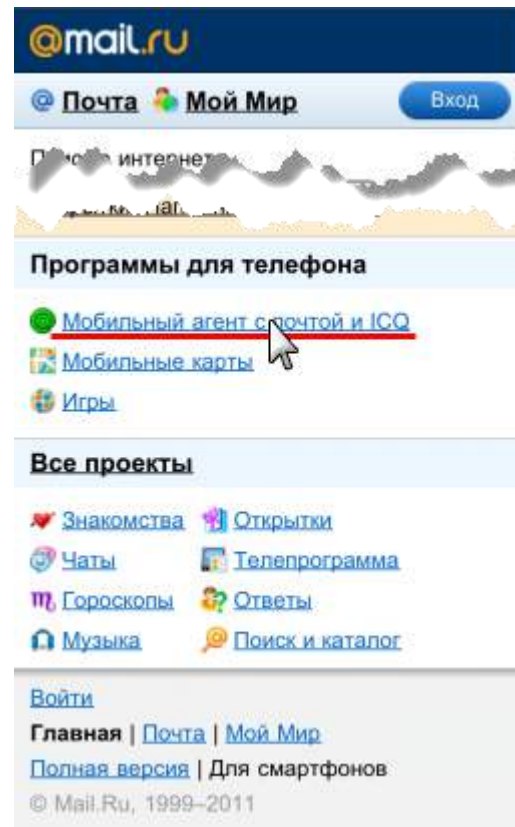 @mail.ru
Почта Мой Мир Вход
Программы для телефона
Мобильный агент с почтой и ICQ
Мобильные карты
Игры
Все проекты
Знакомства Открытки
Чаты Телепрограмма
Гороскопы Ответы
Музыка Поиск и каталог
Войти
Главная | Почта | Мой Мир
Полная версия | Для смартфонов
© Mail.Ru, 1999–2011